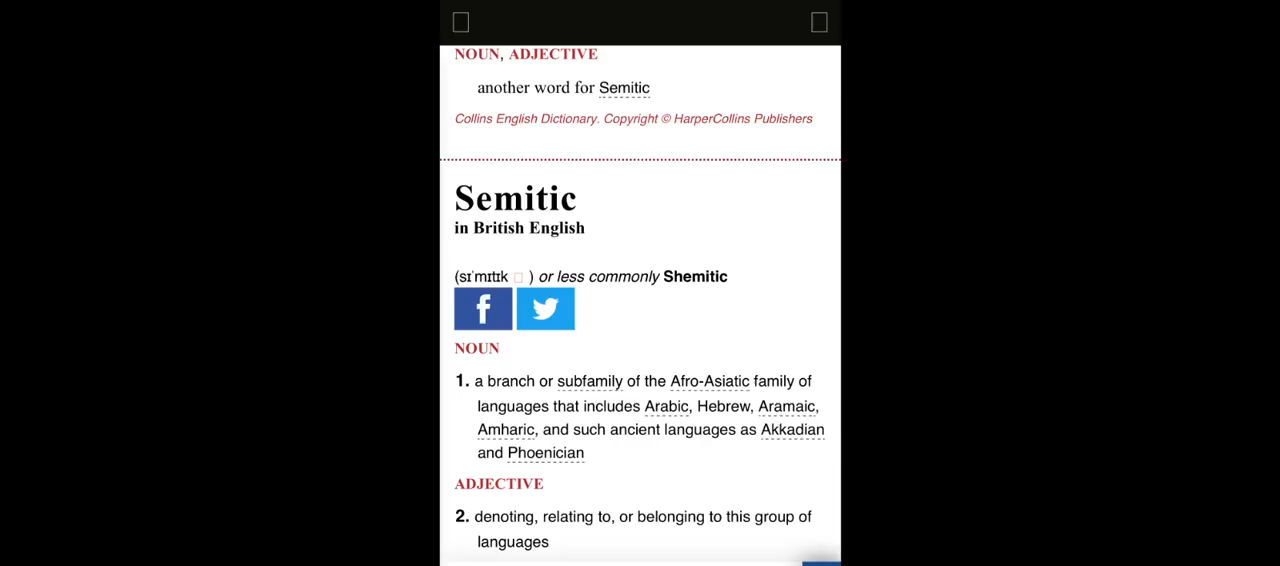 NOUN, ADJECTIVE
another word for Semitic
Collins English Dictionary. Copyright © HarperCollins Publishers
Semitic
in British English
(sɪˈmɪtɪk ) or less commonly Shemitic
NOUN
1. a branch or subfamily of the Afro-Asiatic family of
languages that includes Arabic, Hebrew, Aramaic,
Amharic, and such ancient languages as Akkadian
and Phoenician
ADJECTIVE
2. denoting, relating to, or belonging to this group of
languages